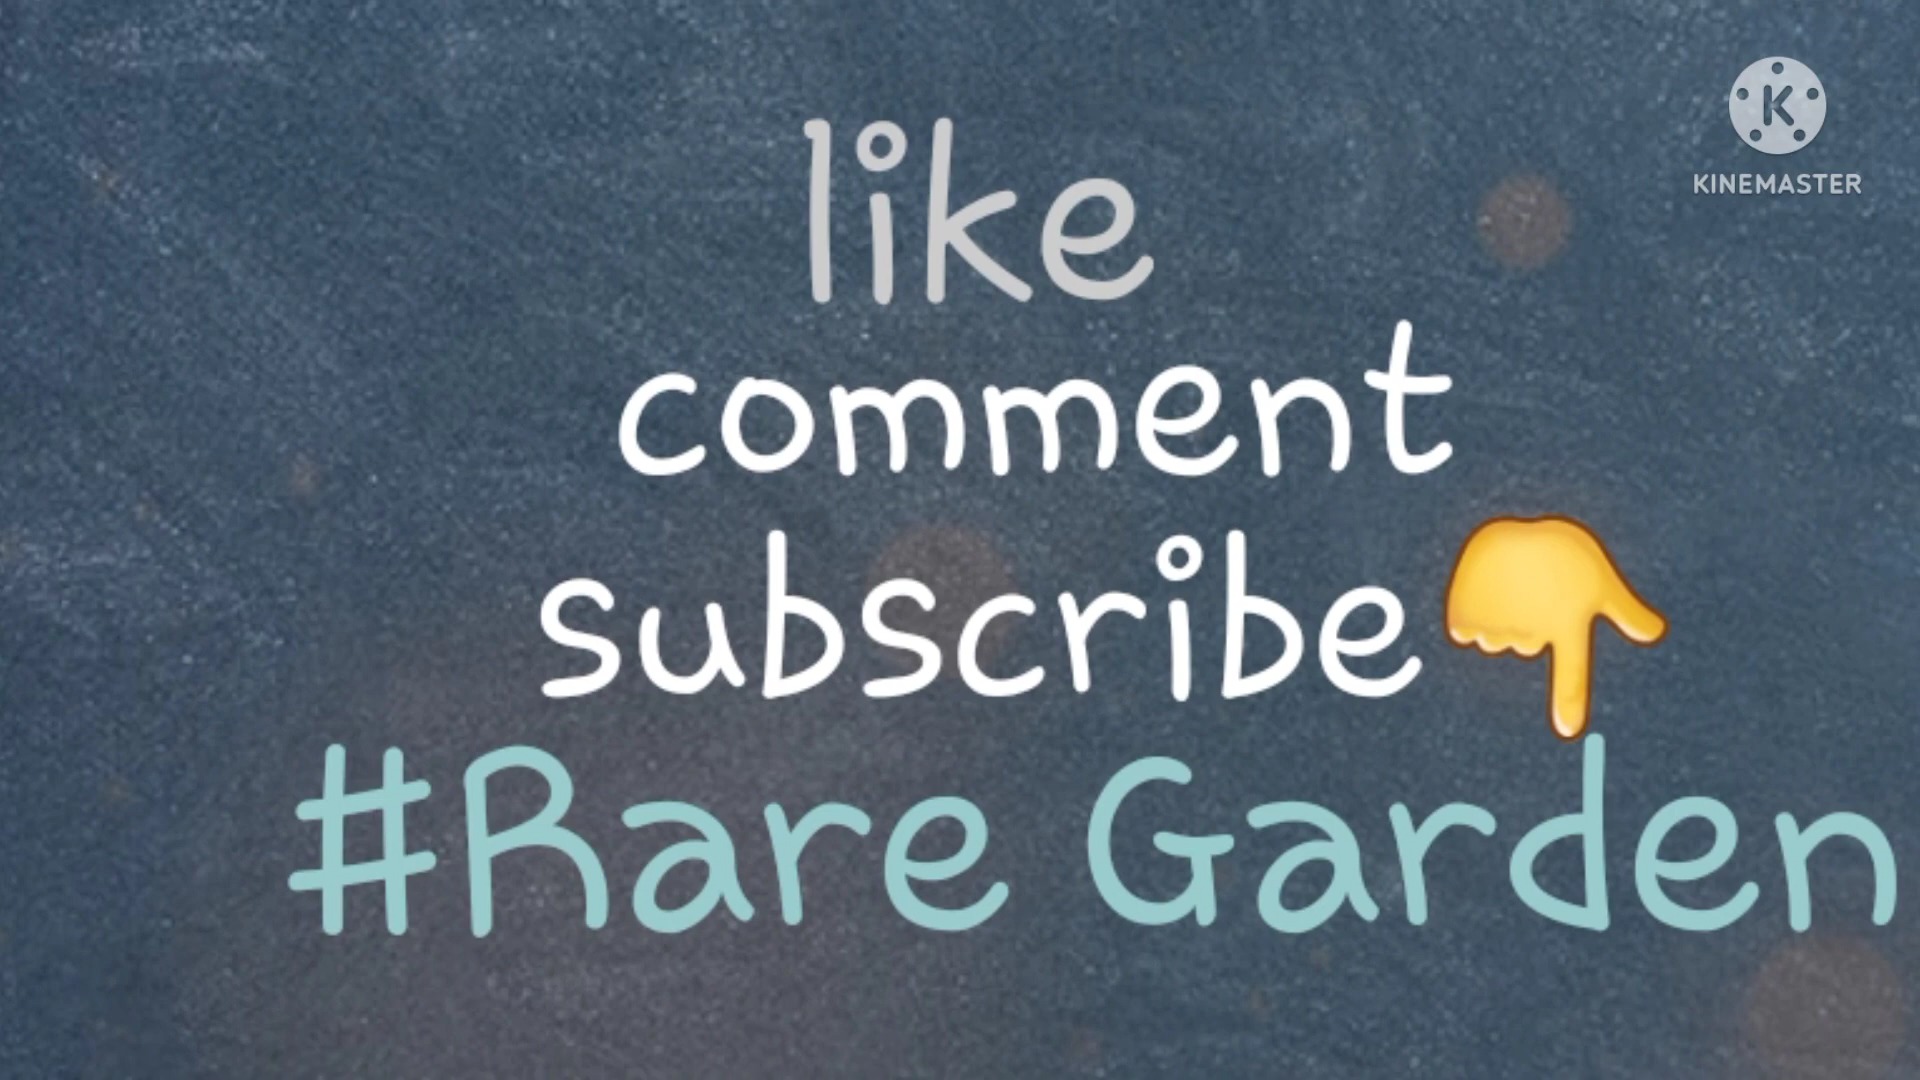 K
KINEMASTER
like
comment
subscribe👇
#Rare Garden